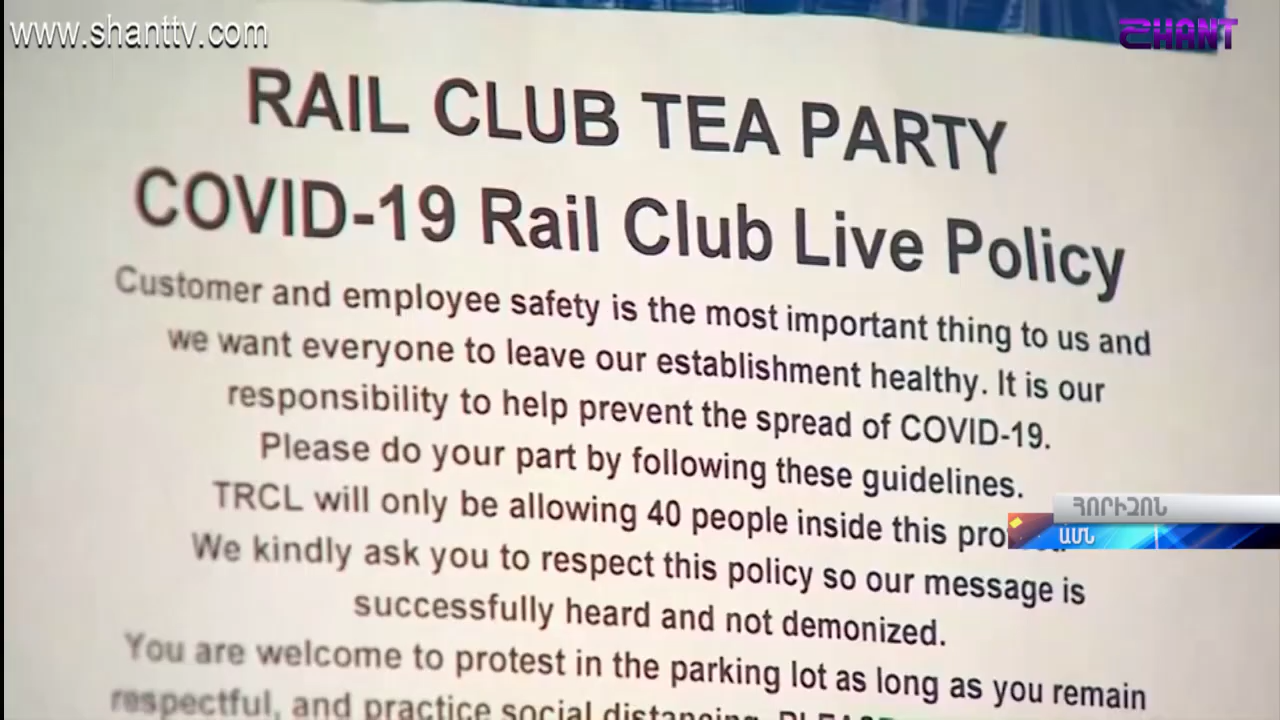 www.shanttv.com
SHANT
RAIL CLUB TEA PARTY
COVID-19 Rail Club Live Policy
Customer and employee safety is the most important thing to us and
we want everyone to leave our establishment healthy. It is our
responsibility to help prevent the spread of COVID-19.
Please do your part by following these guidelines.
TRCL will only be allowing 40 people inside this
ՀՈՐԻԶՈՆ
ԱՄՆ
We kindly ask you to respect this policy so our message is
successfully heard and not demonized.
You are welcome to protest in the parking lot as long as you remain
respectful, and practice social distancing.